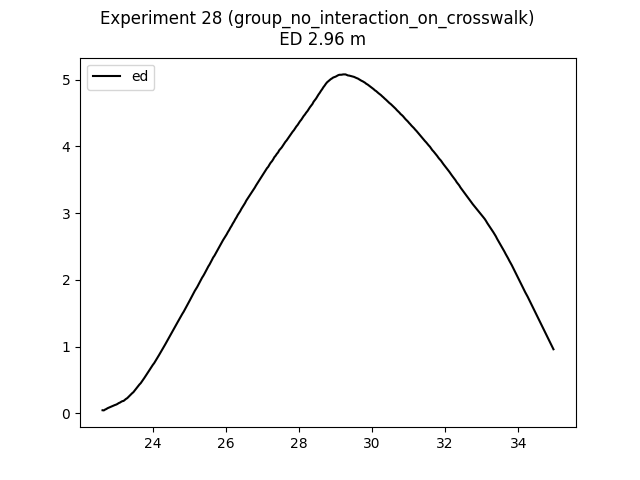 Experiment 28 (group_no_interaction_on_crosswalk)
ED 2.96 m
ed
5
4
3
2
1
0
24 26 28 30 32 34